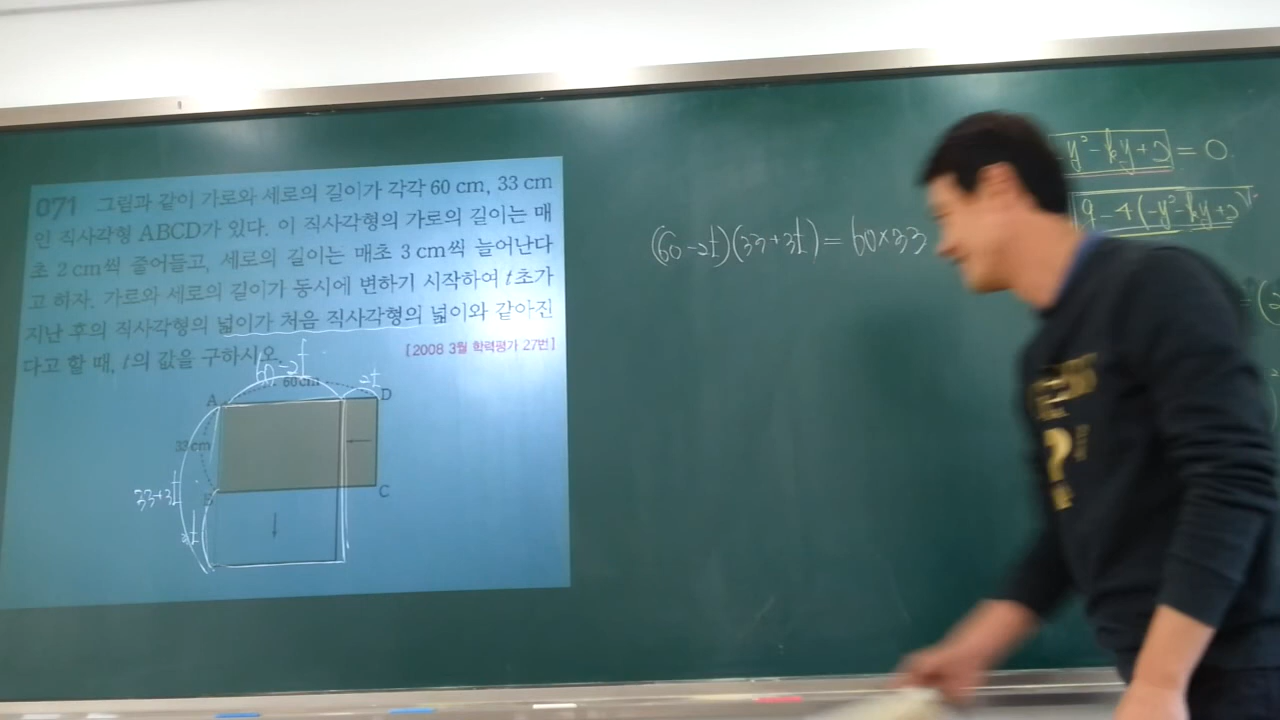 071 그림과 같이 가로와 세로의 길이가 각각 60 cm, 33 cm
인 직사각형 ABCD가 있다. 이 직사각형의 가로의 길이는 매
초 2 cm씩 줄어들고, 세로의 길이는 매초 3 cm씩 늘어난다
고 하자. 가로와 세로의 길이가 동시에 변하기 시작하여 t초가
지난 후의 직사각형의 넓이가 처음 직사각형의 넓이와 같아진
다고 할 때, t의 값을 구하시오.
[2008 3월 학력평가 27번]
60-2t
60 cm
2t
A
D
33 cm
33+3t
B
C
3t
(60-2t)(33+3t)=60×33
-y²-ky+2=0.
9-4(-y²-ky+2)